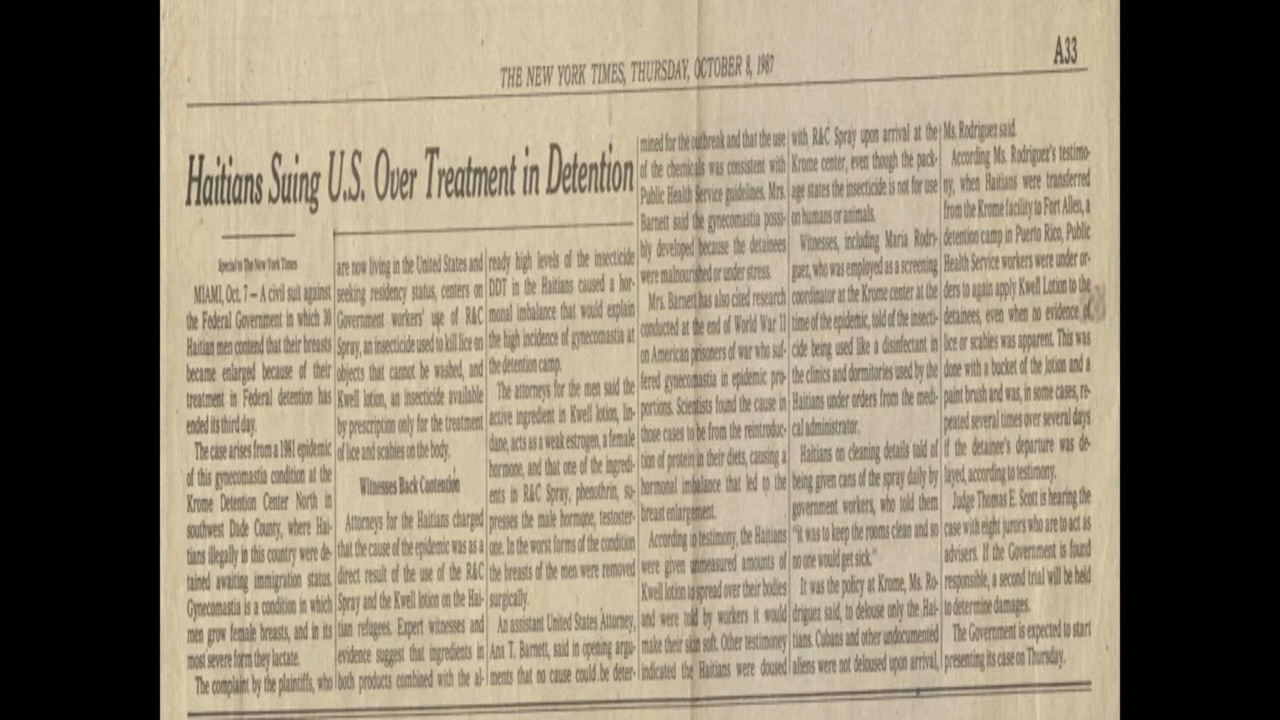 THE NEW YORK TIMES, THURSDAY, OCTOBER 8, 1987
A33
Haitians Suing U.S. Over Treatment in Detention
Special to The New York Times
MIAMI, Oct. 7 — A civil suit against
the Federal Government in which 30
Haitian men contend that their breasts
became enlarged because of their
treatment in Federal detention has
ended its third day.
The case arises from a 1981 epidemic
of this gynecomastia condition at the
Krome Detention Center North in
southwest Dade County, where Hai-
tians illegally in this country were de-
tained awaiting immigration status.
Gynecomastia is a condition in which
men grow female breasts, and in its
most severe form they lactate.
The complaint by the plaintiffs, who
are now living in the United States and
seeking residency status, centers on
Government workers' use of R&C
Spray, an insecticide used to kill lice on
objects that cannot be washed, and
Kwell lotion, an insecticide available
by prescription only for the treatment
of lice and scabies on the body.
Witnesses Back Contention
Attorneys for the Haitians charged
that the cause of the epidemic was as a
direct result of the use of the R&C
Spray and the Kwell lotion on the Hai-
tian refugees. Expert witnesses and
evidence suggest that ingredients in
both products combined with the al-
ready high levels of the insecticide
DDT in the Haitians caused a hor-
monal imbalance that would explain
the high incidence of gynecomastia at
the detention camp.
The attorneys for the men said the
active ingredient in Kwell lotion, lin-
dane, acts as a weak estrogen, a female
hormone, and that one of the ingredi-
ents in R&C Spray, phenothrin, su-
presses the male hormone, testoster-
one. In the worst forms of the condition
the breasts of the men were removed
surgically.
An assistant United States Attorney,
Ana T. Barnett, said in opening argu-
ments that no cause could be deter-
mined for the outbreak and that the use
of the chemicals was consistent with
Public Health Service guidelines. Mrs.
Barnett said the gynecomastia possi-
bly developed because the detainees
were malnourished or under stress.
Mrs. Barnett has also cited research
conducted at the end of World War II
on American prisoners of war who suf-
fered gynecomastia in epidemic pro-
portions. Scientists found the cause in
those cases to be from the reintroduc-
tion of protein in their diets, causing a
hormonal imbalance that led to the
breast enlargement.
According to testimony, the Haitians
were given unmeasured amounts of
Kwell lotion to spread over their bodies
and were told by workers it would
make their skin soft. Other testimony
indicated the Haitians were doused
with R&C Spray upon arrival at the
Krome center, even though the pack-
age states the insecticide is not for use
on humans or animals.
Witnesses, including Maria Rodri-
guez, who was employed as a screening
coordinator at the Krome center at the
time of the epidemic, told of the insecti-
cide being used like a disinfectant in
the clinics and dormitories used by the
Haitians under orders from the medi-
cal administrator.
Haitians on cleaning details told of
being given cans of the spray daily by
government workers, who told them
"it was to keep the rooms clean and so
no one would get sick."
It was the policy at Krome, Ms. Ro-
driguez said, to delouse only the Hai-
tians. Cubans and other undocumented
aliens were not deloused upon arrival,
Ms. Rodriguez said.
According Ms. Rodriguez's testimo-
ny, when Haitians were transferred
from the Krome facility to Fort Allen, a
detention camp in Puerto Rico, Public
Health Service workers were under or-
ders to again apply Kwell Lotion to the
detainees, even when no evidence of
lice or scabies was apparent. This was
done with a bucket of the lotion and a
paint brush and was, in some cases, re-
peated several times over several days
if the detainee's departure was de-
layed, according to testimony.
Judge Thomas E. Scott is hearing the
case with eight jurors who are to act as
advisers. If the Government is found
responsible, a second trial will be held
to determine damages.
The Government is expected to start
presenting its case on Thursday.